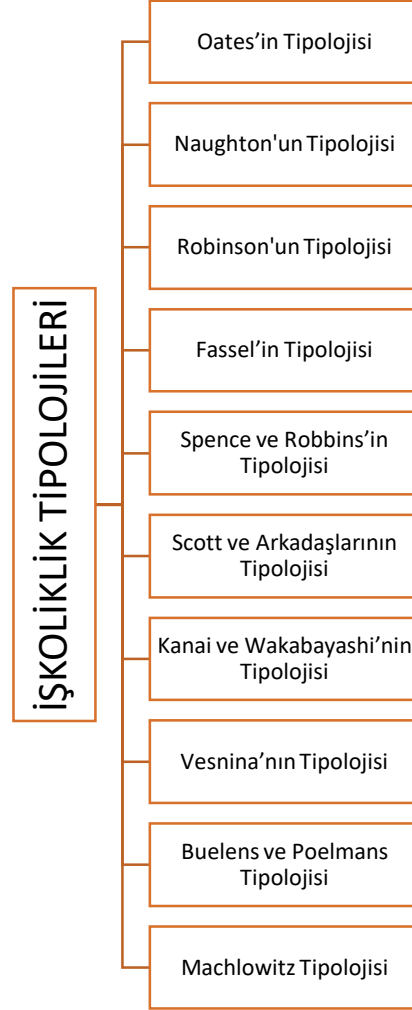 İŞKOLİKLİK TİPOLOJİLERİ
Oates’in Tipolojisi
Naughton'un Tipolojisi
Robinson'un Tipolojisi
Fassel’in Tipolojisi
Spence ve Robbins’in
Tipolojisi
Scott ve Arkadaşlarının
Tipolojisi
Kanai ve Wakabayashi’nin
Tipolojisi
Vesnina’nın Tipolojisi
Buelens ve Poelmans
Tipolojisi
Machlowitz Tipolojisi